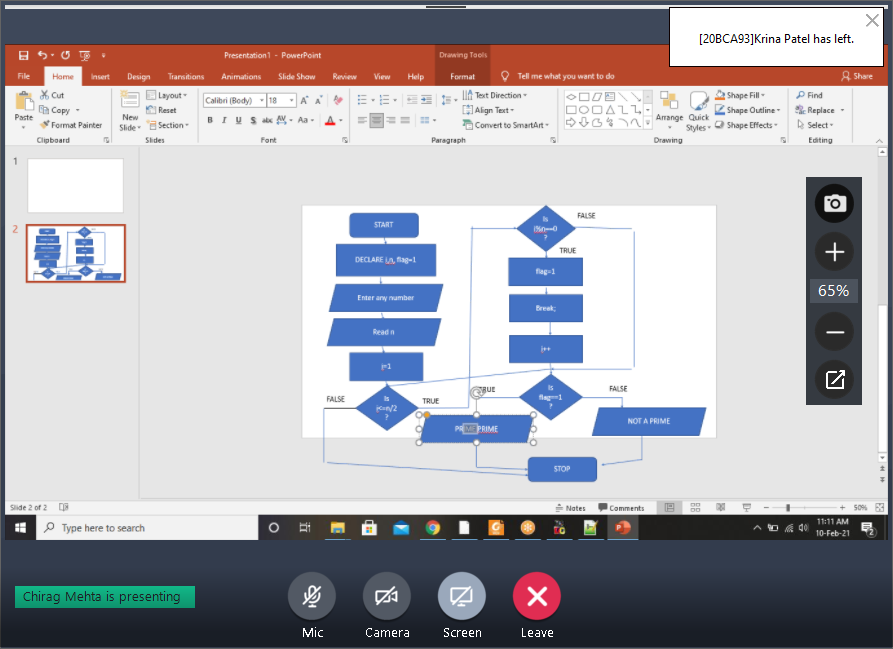 [20BCA93]Krina Patel has left.
Presentation1 - PowerPoint
Drawing Tools
File Home Insert Design Transitions Animations Slide Show Review View Help Format Tell me what you want to do Share
Paste
Cut
Copy
Format Painter
Clipboard
New
Slide
Layout
Reset
Section
Slides
Calibri (Body) 18
B I U S abc AV Aa A
Font
Text Direction
Align Text
Convert to SmartArt
Paragraph
Arrange
Quick
Styles
Shape Fill
Shape Outline
Shape Effects
Drawing
Find
Replace
Select
Editing
1
2
START
DECLARE i,n, flag=1
Enter any number
Read n
i=1
FALSE
Is
i<=n/2
?
TRUE
Is
i%n==0
?
FALSE
TRUE
flag=1
Break;
i++
TRUE
Is
flag==1
?
FALSE
PRIMEPRIME
NOT A PRIME
STOP
65%
Slide 2 of 2
Notes
Comments
50%
Type here to search
11:11 AM
10-Feb-21
2
Chirag Mehta is presenting
Mic
Camera
Screen
Leave